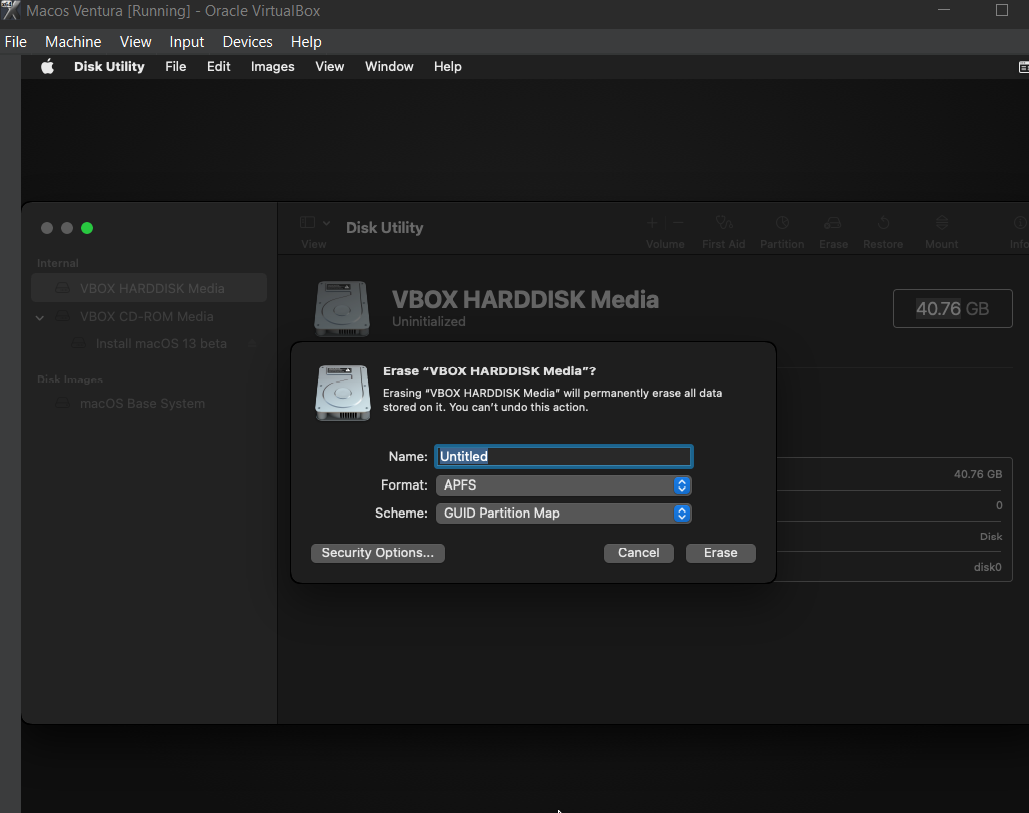 Macos Ventura [Running] - Oracle VirtualBox
File Machine View Input Devices Help
Disk Utility File Edit Images View Window Help
Disk Utility
View
Volume First Aid Partition Erase Restore Mount Info
Internal
VBOX HARDDISK Media
VBOX CD-ROM Media
Install macOS 13 beta
Disk Images
macOS Base System
VBOX HARDDISK Media
Uninitialized
40.76 GB
Erase “VBOX HARDDISK Media”?
Erasing “VBOX HARDDISK Media” will permanently erase all data
stored on it. You can’t undo this action.
Name: Untitled
Format: APFS
Scheme: GUID Partition Map
Security Options... Cancel Erase
40.76 GB
0
Disk
disk0